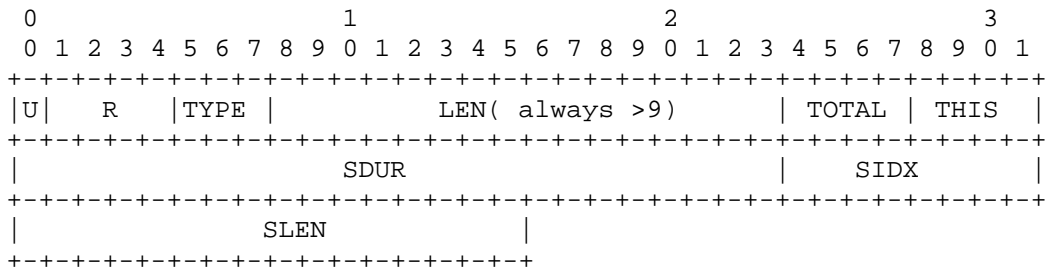 0                   1                   2                   3
 0 1 2 3 4 5 6 7 8 9 0 1 2 3 4 5 6 7 8 9 0 1 2 3 4 5 6 7 8 9 0 1
+-+-+-+-+-+-+-+-+-+-+-+-+-+-+-+-+-+-+-+-+-+-+-+-+-+-+-+-+-+-+-+-+
|U|   R   |TYPE |         LEN( always >9)       | TOTAL | THIS  |
+-+-+-+-+-+-+-+-+-+-+-+-+-+-+-+-+-+-+-+-+-+-+-+-+-+-+-+-+-+-+-+-+
|                    SDUR                       |     SIDX      |
+-+-+-+-+-+-+-+-+-+-+-+-+-+-+-+-+-+-+-+-+-+-+-+-+-+-+-+-+-+-+-+-+
|               SLEN            |
+-+-+-+-+-+-+-+-+-+-+-+-+-+-+-+-+